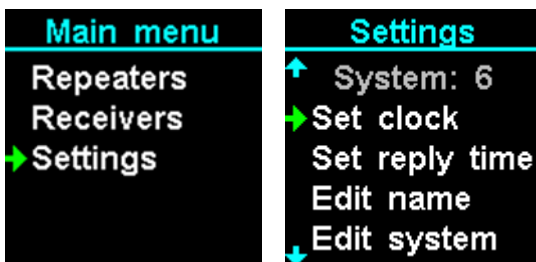 Main menu
Repeaters
Receivers
Settings
Settings
System: 6
Set clock
Set reply time
Edit name
Edit system